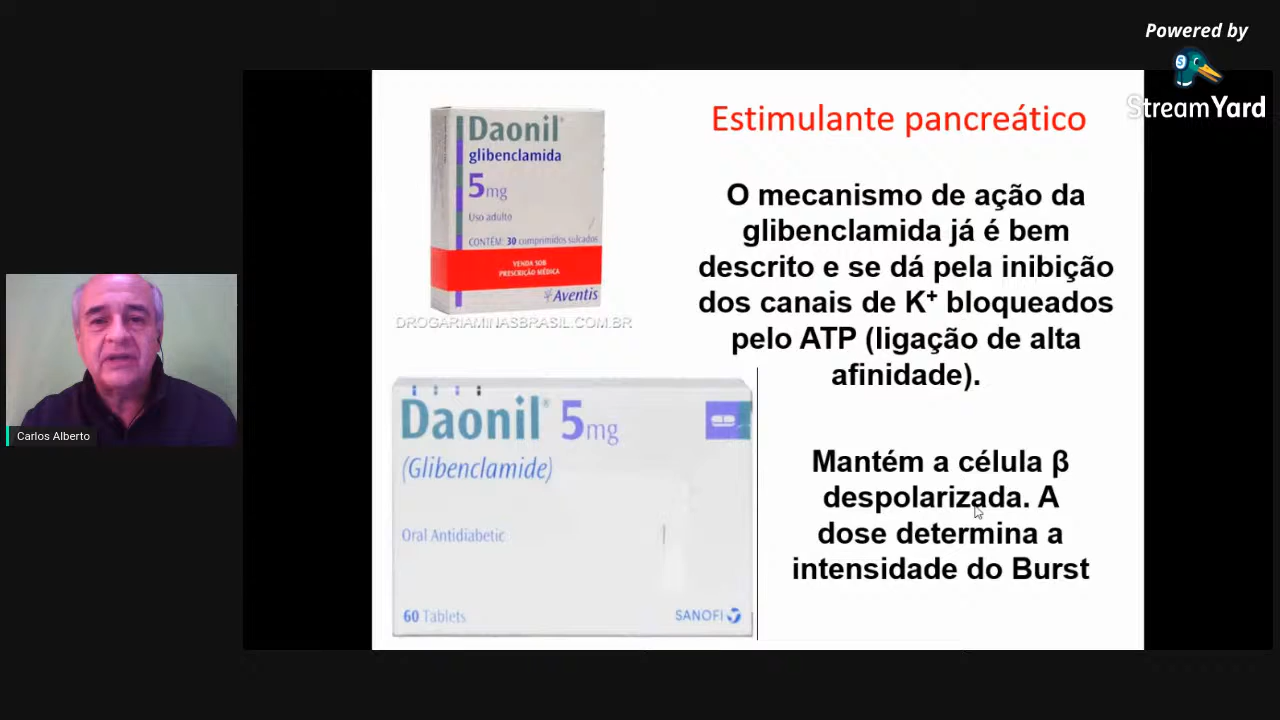 Powered by
StreamYard
Estimulante pancreático
Daonil®
glibenclamida
5mg
Uso adulto
CONTÉM: 30 comprimidos sulcados
VENDA SOB
PRESCRIÇÃO MÉDICA
Aventis
DROGARIAMINASBRASIL.COM.BR
O mecanismo de ação da
glibenclamida já é bem
descrito e se dá pela inibição
dos canais de K⁺ bloqueados
pelo ATP (ligação de alta
afinidade).
Daonil® 5mg
(Glibenclamide)
Oral Antidiabetic
60 Tablets
SANOFI
Mantém a célula β
despolarizada. A
dose determina a
intensidade do Burst
Carlos Alberto